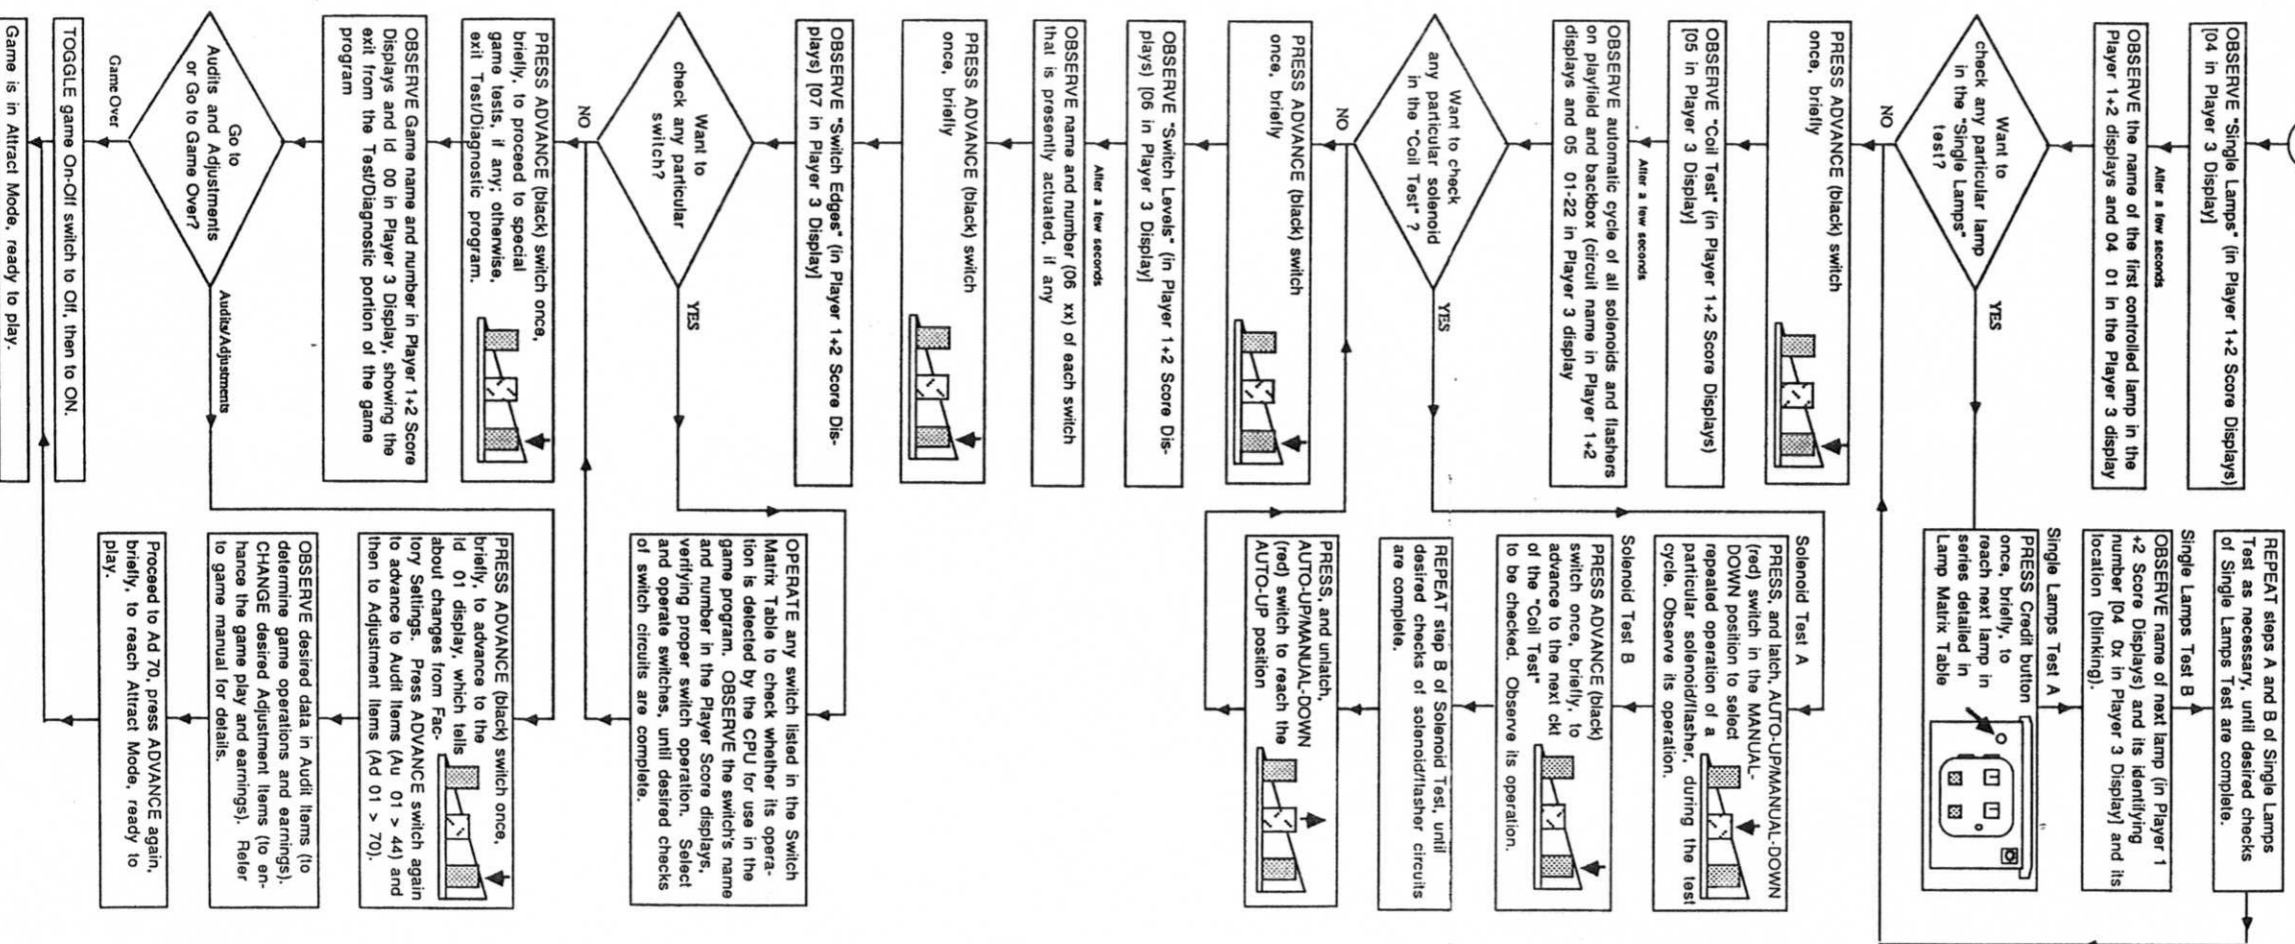 OBSERVE "Single Lamps" (in Player 1+2 Score Displays)
[04 in Player 3 Display]
After a few seconds
OBSERVE the name of the first controlled lamp in the
Player 1+2 displays and 04 01 in the Player 3 display
Want to
check any particular lamp
in the "Single Lamps"
test?
YES
NO
REPEAT steps A and B of Single Lamps
Test as necessary, until desired checks
of Single Lamps Test are complete.
Single Lamps Test B
OBSERVE name of next lamp (in Player 1
+2 Score Displays) and its identifying
number [04 0x in Player 3 Display] and its
location (blinking).
Single Lamps Test A
PRESS Credit button
once, briefly, to
reach next lamp in
series detailed in
Lamp Matrix Table
PRESS ADVANCE (black) switch
once, briefly
OBSERVE "Coil Test" (in Player 1+2 Score Displays)
[05 in Player 3 Display]
After a few seconds
OBSERVE automatic cycle of all solenoids and flashers
on playfield and backbox (circuit name in Player 1+2
displays and 05 01-22 in Player 3 display
Want to check
any particular solenoid
in the "Coil Test" ?
YES
NO
Solenoid Test A
PRESS, and latch, AUTO-UP/MANUAL-DOWN
(red) switch in the MANUAL-
DOWN position to select
repeated operation of a
particular solenoid/flasher, during the test
cycle. Observe its operation.
Solenoid Test B
PRESS ADVANCE (black)
switch once, briefly, to
advance to the next ckt
of the "Coil Test"
to be checked. Observe its operation.
REPEAT step B of Solenoid Test, until
desired checks of solenoid/flasher circuits
are complete.
PRESS, and unlatch,
AUTO-UP/MANUAL-DOWN
(red) switch to reach the
AUTO-UP position
PRESS ADVANCE (black) switch
once, briefly
OBSERVE "Switch Levels" (in Player 1+2 Score Dis-
plays) [06 in Player 3 Display]
After a few seconds
OBSERVE name and number (06 xx) of each switch
that is presently actuated, if any
PRESS ADVANCE (black) switch
once, briefly
OBSERVE "Switch Edges" (in Player 1+2 Score Dis-
plays) [07 in Player 3 Display]
Want to
check any particular
switch?
YES
NO
OPERATE any switch listed in the Switch
Matrix Table to check whether its opera-
tion is detected by the CPU for use in the
game program. OBSERVE the switch's name
and number in the Player Score displays,
verifying proper switch operation. Select
and operate switches, until desired checks
of switch circuits are complete.
PRESS ADVANCE (black) switch once,
briefly, to proceed to special
game tests, if any; otherwise,
exit Test/Diagnostic program.
OBSERVE Game name and number in Player 1+2 Score
Displays and Id 00 in Player 3 Display, showing the
exit from the Test/Diagnostic portion of the game
program
Go to
Audits and Adjustments
or Go to Game Over?
Audits/Adjustments
Game Over
PRESS ADVANCE (black) switch once,
briefly, to advance to the
Id 01 display, which tells
about changes from Fac-
tory Settings. Press ADVANCE switch again
to advance to Audit Items (Au 01 > 44) and
then to Adjustment Items (Ad 01 > 70).
OBSERVE desired data in Audit Items (to
determine game operations and earnings).
CHANGE desired Adjustment Items (to en-
hance the game play and earnings). Refer
to game manual for details.
Proceed to Ad 70, press ADVANCE again,
briefly, to reach Attract Mode, ready to
play.
TOGGLE game On-Off switch to Off, then to ON.
Game is in Attract Mode, ready to play.